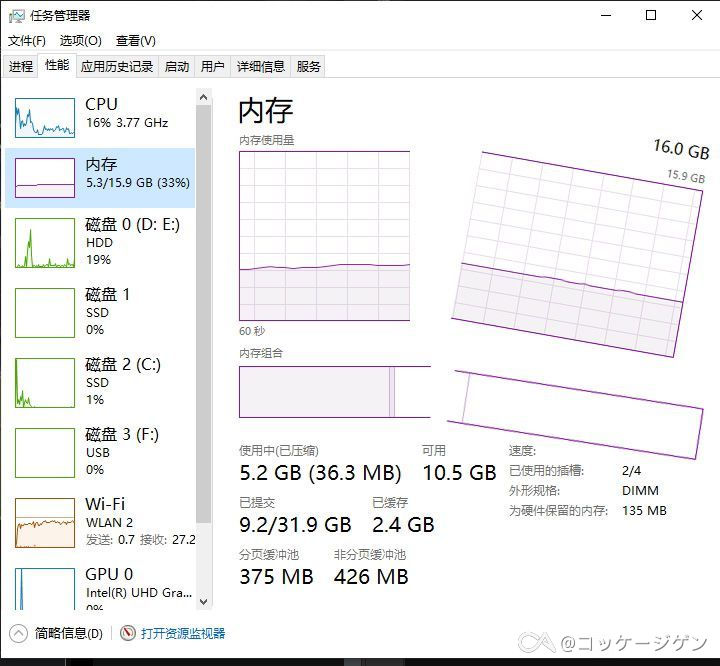 任务管理器
文件(F) 选项(O) 查看(V)
进程 性能 应用历史记录 启动 用户 详细信息 服务
CPU
16% 3.77 GHz
内存
5.3/15.9 GB (33%)
磁盘 0 (D: E:)
HDD
19%
磁盘 1
SSD
0%
磁盘 2 (C:)
SSD
1%
磁盘 3 (F:)
USB
0%
Wi-Fi
WLAN 2
发送: 0.7 接收: 27.2
GPU 0
Intel(R) UHD Gra...
0%
内存
内存使用量
16.0 GB
15.9 GB
60 秒
内存组合
使用中(已压缩)
5.2 GB (36.3 MB)
可用
10.5 GB
已提交
9.2/31.9 GB
已缓存
2.4 GB
分页缓冲池
375 MB
非分页缓冲池
426 MB
速度:
已使用的插槽: 2/4
外形规格: DIMM
为硬件保留的内存: 135 MB
简略信息(D) 打开资源监视器
@コッケージゲン